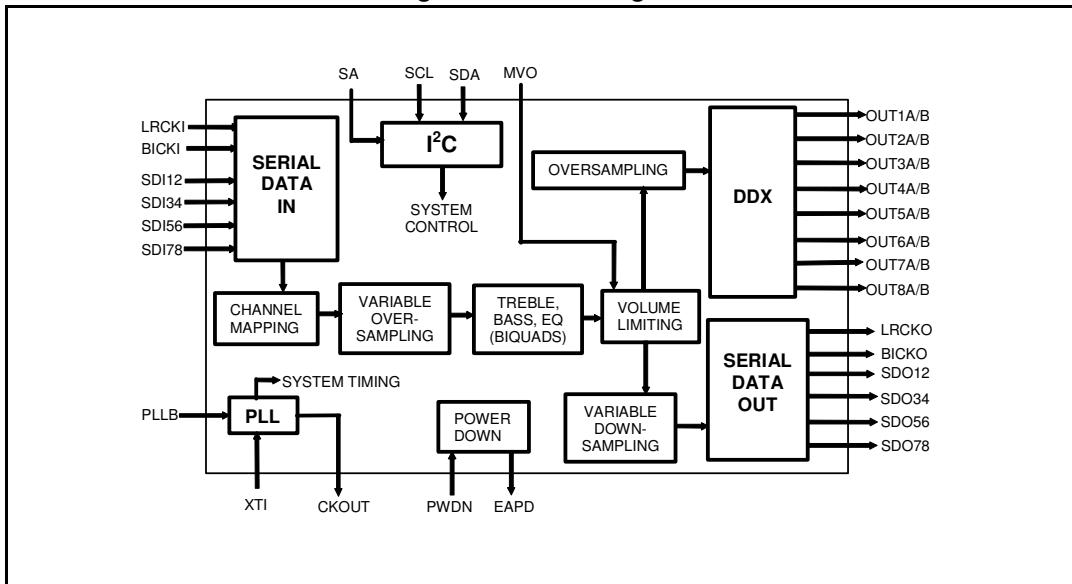 SA
SCL
SDA
MVO
LRCKI
BICKI
SDI12
SDI34
SDI56
SDI78
SERIAL
DATA
IN
I²C
SYSTEM
CONTROL
OVERSAMPLING
DDX
OUT1A/B
OUT2A/B
OUT3A/B
OUT4A/B
OUT5A/B
OUT6A/B
OUT7A/B
OUT8A/B
CHANNEL
MAPPING
VARIABLE
OVER-
SAMPLING
TREBLE,
BASS, EQ
(BIQUADS)
VOLUME
LIMITING
SERIAL
DATA
OUT
LRCKO
BICKO
SDO12
SDO34
SDO56
SDO78
SYSTEM TIMING
PLLB
PLL
POWER
DOWN
VARIABLE
DOWN-
SAMPLING
XTI
CKOUT
PWDN
EAPD